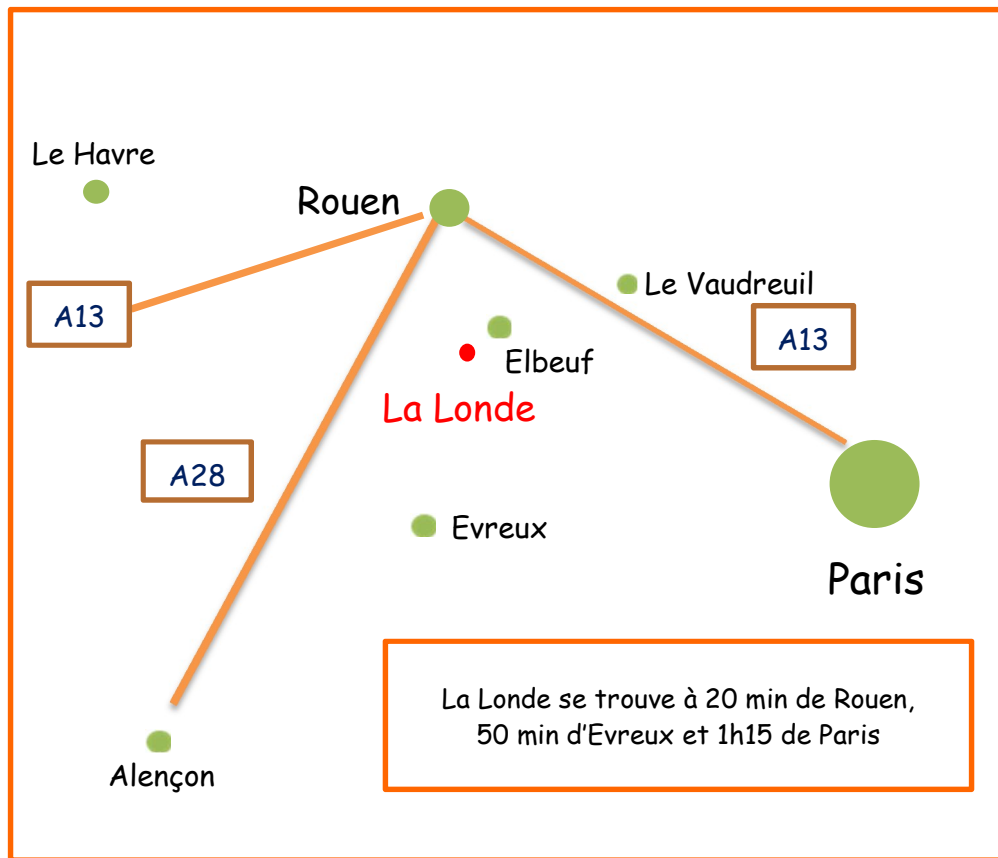 Le Havre
Rouen
Le Vaudreuil
A13
A13
Elbeuf
La Londe
A28
Evreux
Paris
La Londe se trouve à 20 min de Rouen,
50 min d’Evreux et 1h15 de Paris
Alençon